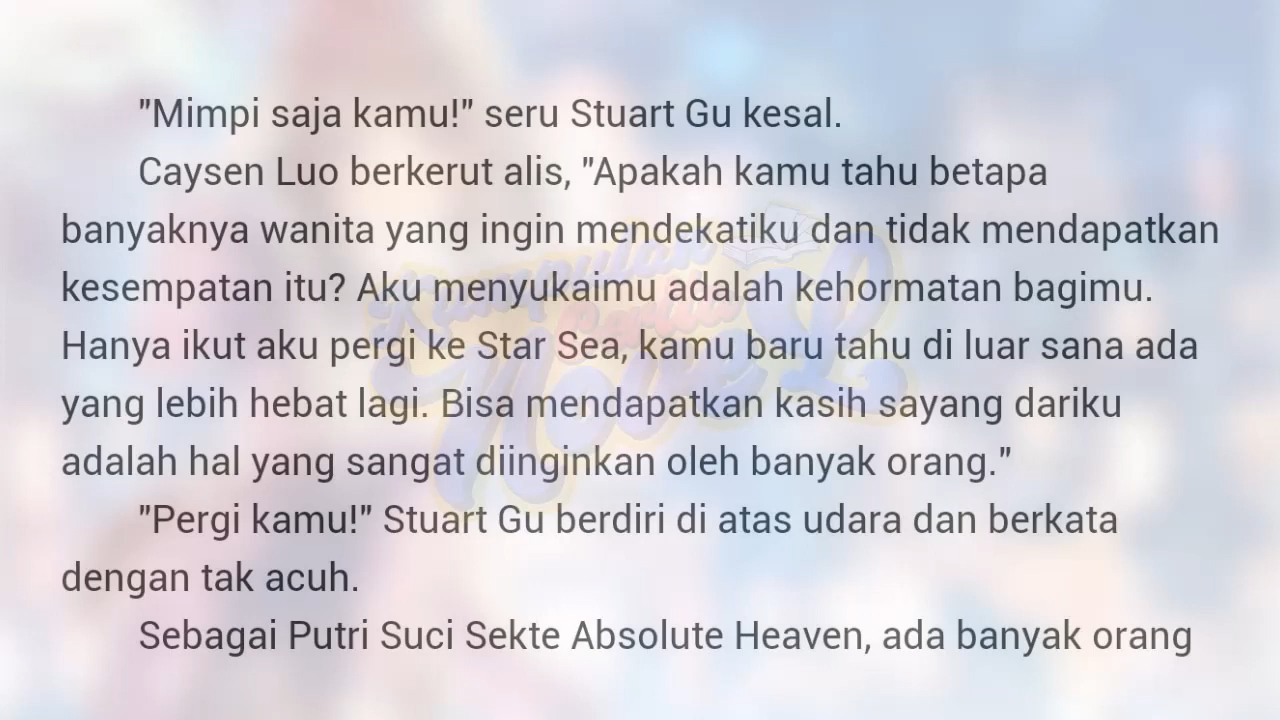 "Mimpi saja kamu!" seru Stuart Gu kesal.
Caysen Luo berkerut alis, "Apakah kamu tahu betapa
banyaknya wanita yang ingin mendekatiku dan tidak mendapatkan
kesempatan itu? Aku menyukaimu adalah kehormatan bagimu.
Hanya ikut aku pergi ke Star Sea, kamu baru tahu di luar sana ada
yang lebih hebat lagi. Bisa mendapatkan kasih sayang dariku
adalah hal yang sangat diinginkan oleh banyak orang."
"Pergi kamu!" Stuart Gu berdiri di atas udara dan berkata
dengan tak acuh.
Sebagai Putri Suci Sekte Absolute Heaven, ada banyak orang
Kumpulan
Cerita
Novel